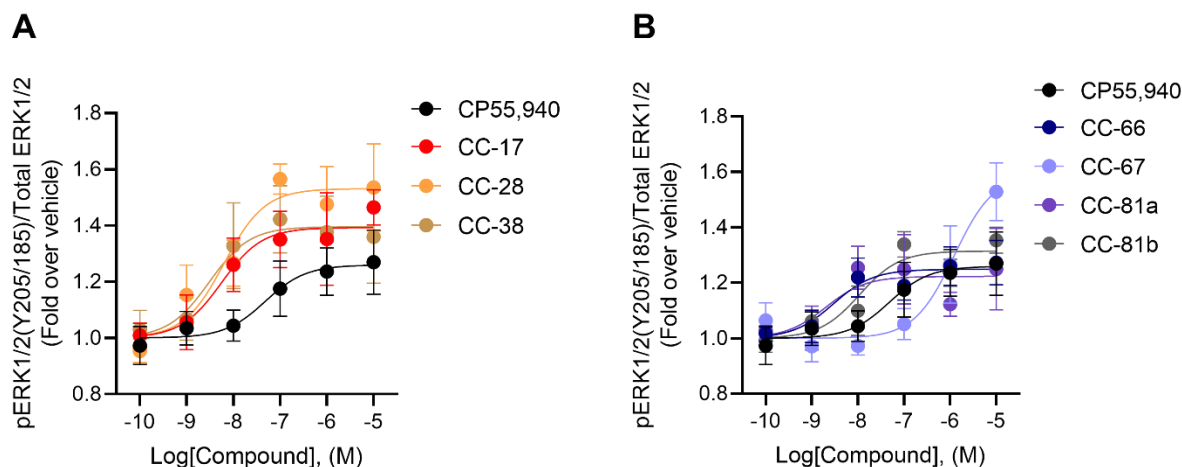 A
pERK1/2(Y205/185)/Total ERK1/2
(Fold over vehicle)
1.8
1.6
1.4
1.2
1.0
0.8
-10 -9 -8 -7 -6 -5
Log[Compound], (M)
CP55,940
CC-17
CC-28
CC-38
B
pERK1/2(Y205/185)/Total ERK1/2
(Fold over vehicle)
1.8
1.6
1.4
1.2
1.0
0.8
-10 -9 -8 -7 -6 -5
Log[Compound], (M)
CP55,940
CC-66
CC-67
CC-81a
CC-81b